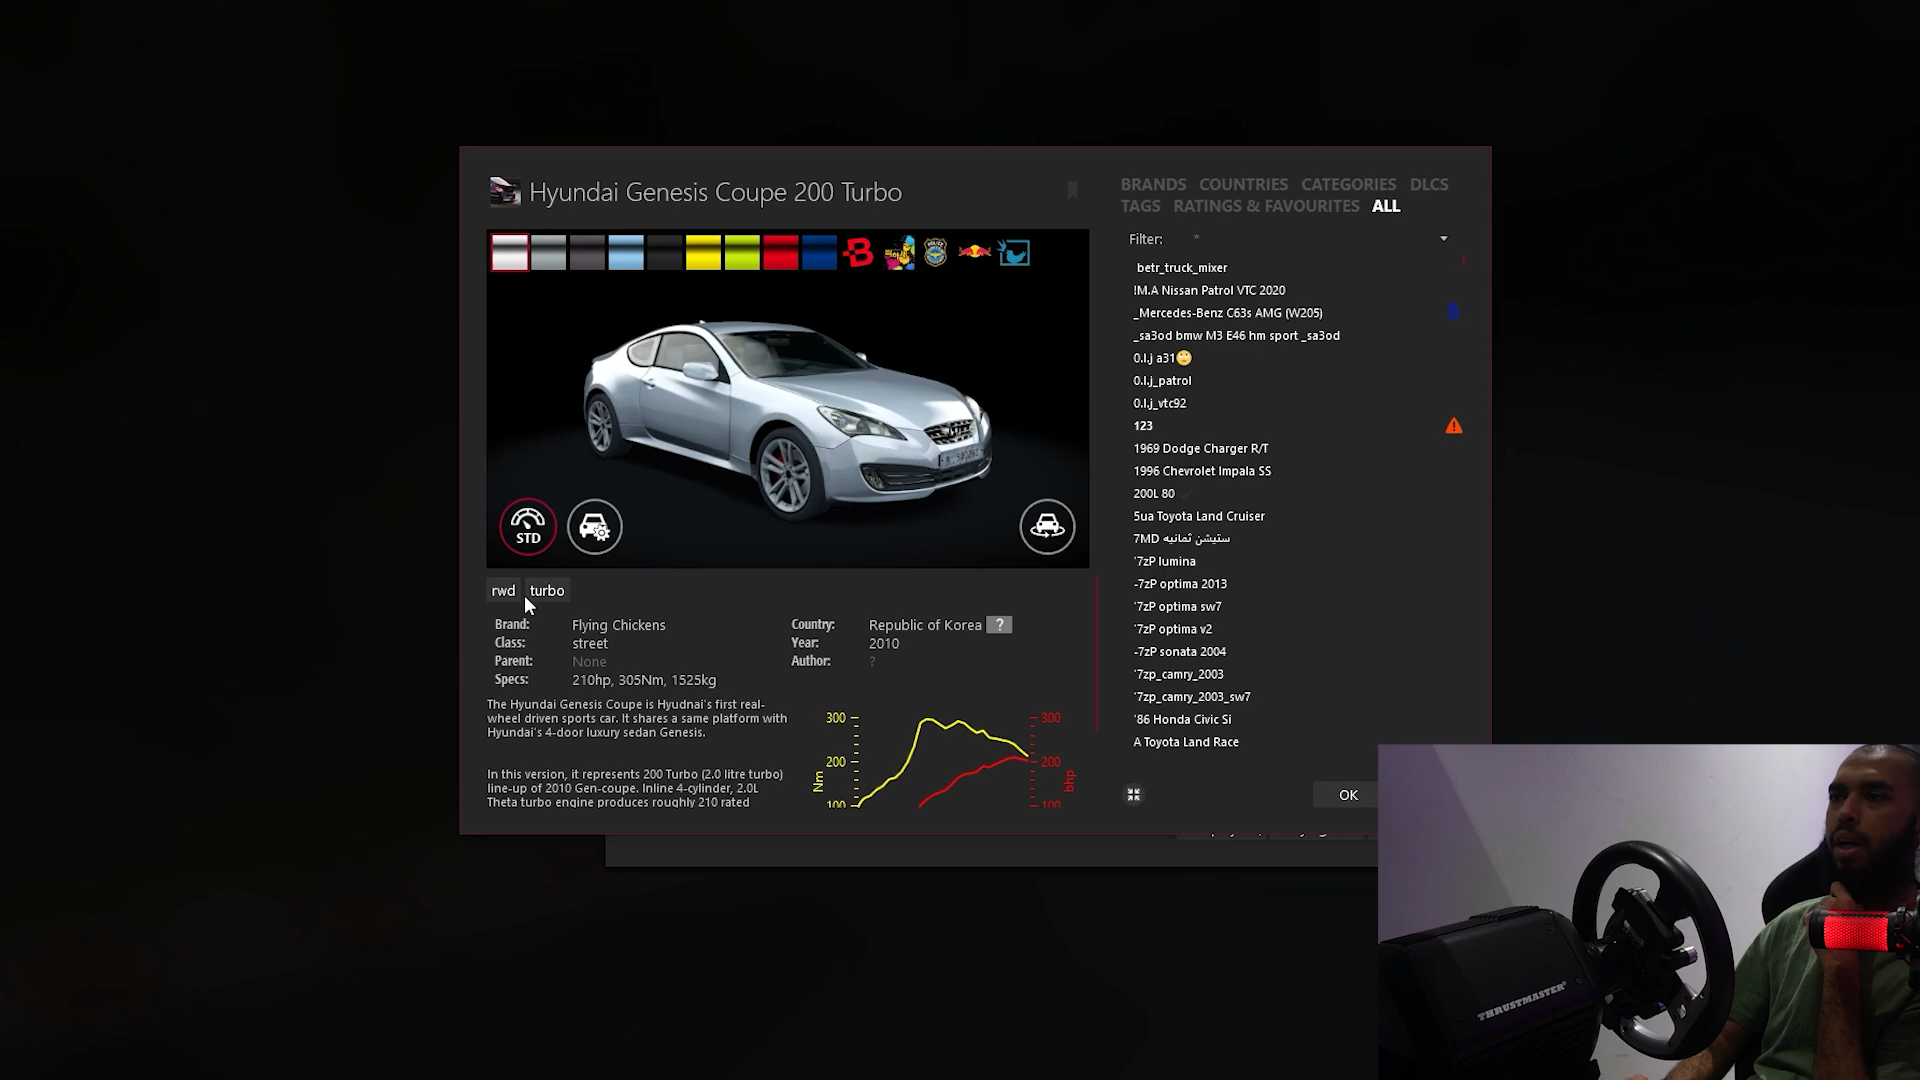 Hyundai Genesis Coupe 200 Turbo
STD
rwd turbo
Brand: Flying Chickens
Class: street
Parent: None
Specs: 210hp, 305Nm, 1525kg
Country: Republic of Korea ?
Year: 2010
Author: ?
The Hyundai Genesis Coupe is Hyudnai's first real-
wheel driven sports car. It shares a same platform with
Hyundai's 4-door luxury sedan Genesis.
In this version, it represents 200 Turbo (2.0 litre turbo)
line-up of 2010 Gen-coupe. Inline 4-cylinder, 2.0L
Theta turbo engine produces roughly 210 rated
300
200
100
Nm
300
200
100
bhp
BRANDS COUNTRIES CATEGORIES DLCS
TAGS RATINGS & FAVOURITES ALL
Filter: *
betr_truck_mixer
!M.A Nissan Patrol VTC 2020
_Mercedes-Benz C63s AMG (W205)
_sa3od bmw M3 E46 hm sport _sa3od
0.I.j a31🙄
0.I.j_patrol
0.I.j_vtc92
123
1969 Dodge Charger R/T
1996 Chevrolet Impala SS
200L 80
5ua Toyota Land Cruiser
7MD ستيشن ثمانيه
'7zP lumina
-7zP optima 2013
'7zP optima sw7
'7zP optima v2
-7zP sonata 2004
'7zp_camry_2003
'7zp_camry_2003_sw7
'86 Honda Civic Si
A Toyota Land Race
OK
THRUSTMASTER